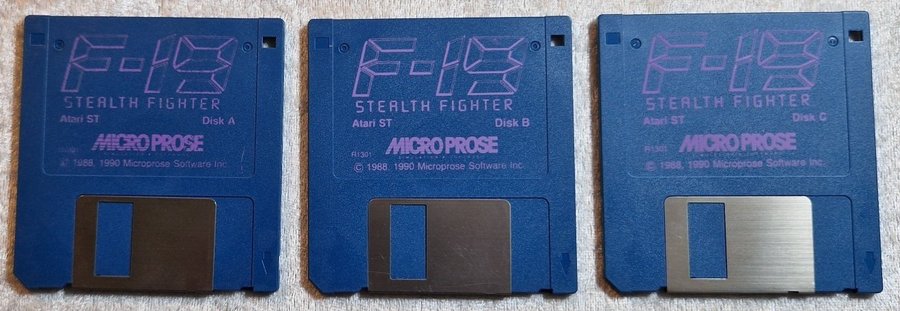 F-19
STEALTH FIGHTER
Atari ST Disk A
MICROPROSE
© 1988, 1990 Microprose Software Inc.
F-19
STEALTH FIGHTER
Atari ST Disk B
MICROPROSE
R1301
© 1988, 1990 Microprose Software Inc.
F-19
STEALTH FIGHTER
Atari ST Disk C
MICROPROSE
R1301
© 1988, 1990 Microprose Software Inc.